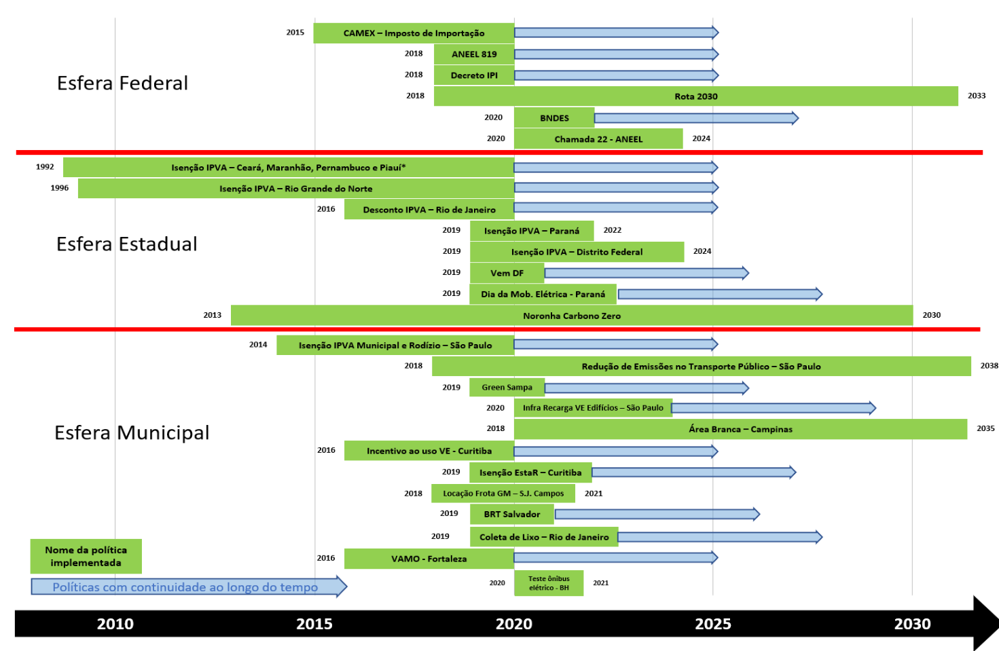 2015 CAMEX – Imposto de Importação
2018 ANEEL 819
2018 Decreto IPI
Esfera Federal
2018 Rota 2030 2033
2020 BNDES
2020 Chamada 22 - ANEEL 2024
1992 Isenção IPVA – Ceará, Maranhão, Pernambuco e Piauí*
1996 Isenção IPVA – Rio Grande do Norte
2016 Desconto IPVA – Rio de Janeiro
2019 Isenção IPVA – Paraná 2022
Esfera Estadual
2019 Isenção IPVA – Distrito Federal 2024
2019 Vem DF
2019 Dia da Mob. Elétrica - Paraná
2013 Noronha Carbono Zero 2030
2014 Isenção IPVA Municipal e Rodízio – São Paulo
2018 Redução de Emissões no Transporte Público – São Paulo 2038
2019 Green Sampa
2020 Infra Recarga VE Edifícios – São Paulo
2018 Área Branca – Campinas 2035
Esfera Municipal
2016 Incentivo ao uso VE - Curitiba
2019 Isenção EstaR – Curitiba
2018 Locação Frota GM – S.J. Campos 2021
2019 BRT Salvador
2019 Coleta de Lixo – Rio de Janeiro
2016 VAMO - Fortaleza
2020 Teste ônibus
elétrico - BH 2021
Nome da política
implementada
Políticas com continuidade ao longo do tempo
2010 2015 2020 2025 2030